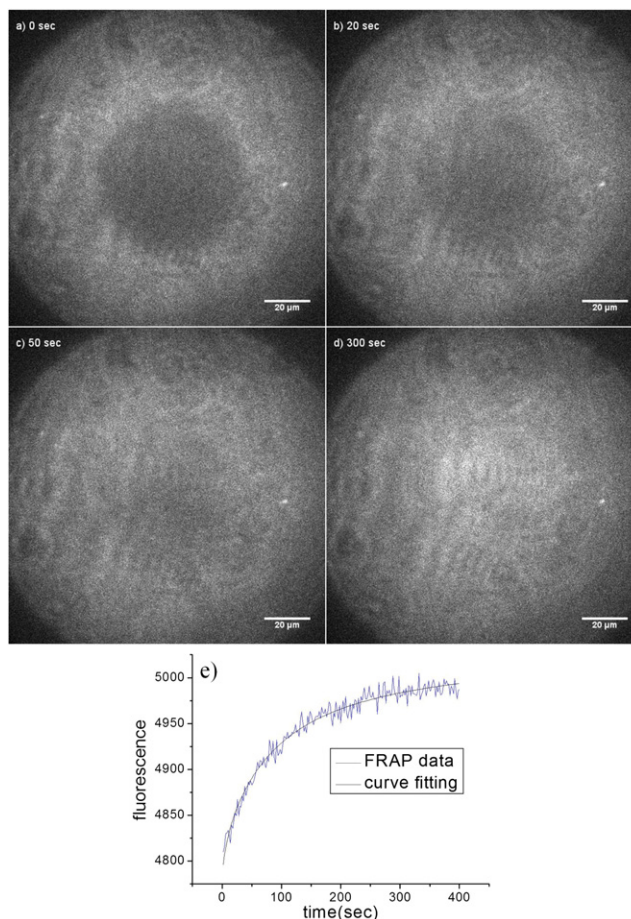 a) 0 sec
b) 20 sec
20 µm
20 µm
c) 50 sec
d) 300 sec
20 µm
20 µm
e)
5000
4950
4900
4850
4800
fluorescence
FRAP data
curve fitting
0
100
200
300
400
time(sec)